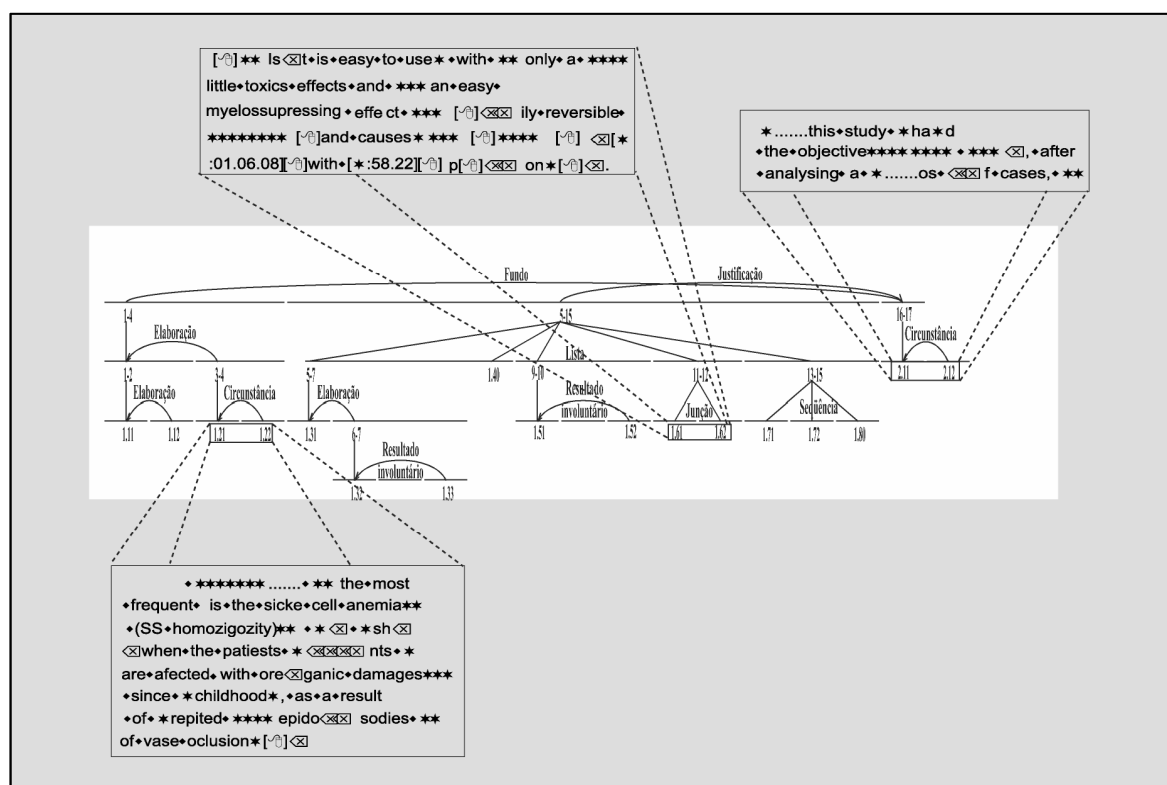 [🖰]✶✶ Is⌫t⬥is⬥easy⬥to⬥use✶⬥with⬥✶✶ only⬥a⬥✶✶✶✶
little⬥toxics⬥effects⬥and⬥✶✶✶ an⬥easy⬥
myelossupressing⬥effect⬥✶✶✶ [🖰]⌫⌫⌫ ily⬥reversible⬥
✶✶✶✶✶✶✶✶ [🖰]and⬥causes✶⬥✶✶✶ [🖰]✶✶✶✶ [🖰] ⌫[✶
:01.06.08][🖰]with⬥[✶:58.22][🖰] p[🖰]⌫⌫⌫ on✶[🖰]⌫.
✶.......this⬥study⬥✶ha✶d
⬥the⬥objective✶✶✶✶✶✶✶✶⬥✶✶✶ ⌫,⬥after
⬥analysing⬥a⬥✶.......os⬥⌫⌫⌫ f⬥cases,⬥✶✶
Fundo Justificação
1-4 5-15 16-17
Elaboração Circunstância
Lista
1-2 3-4 5-7 1.40 9-10 11-12 13-15 2.11 2.12
Elaboração Circunstância Elaboração Resultado involuntário Junção Seqüência
1.11 1.12 1.21 1.22 1.31 6-7 1.51 1.52 1.61 1.62 1.71 1.72 1.80
Resultado
involuntário
1.32 1.33
⬥✶✶✶✶✶✶✶.......⬥✶✶ the⬥most
⬥frequent⬥ is⬥the⬥sicke⬥cell⬥anemia✶✶
⬥(SS⬥homozigozity)✶✶ ⬥✶⌫⬥✶sh⌫
⌫when⬥the⬥patiests⬥✶⌫⌫⌫⌫ nts⬥✶
are⬥afected⬥with⬥ore⌫ganic⬥damages✶✶✶
⬥since⬥✶childhood✶,⬥as⬥a⬥result
⬥of⬥✶repited⬥✶✶✶✶ epido⌫⌫⌫ sodies⬥✶✶
of⬥vase⬥oclusion✶[🖰]⌫